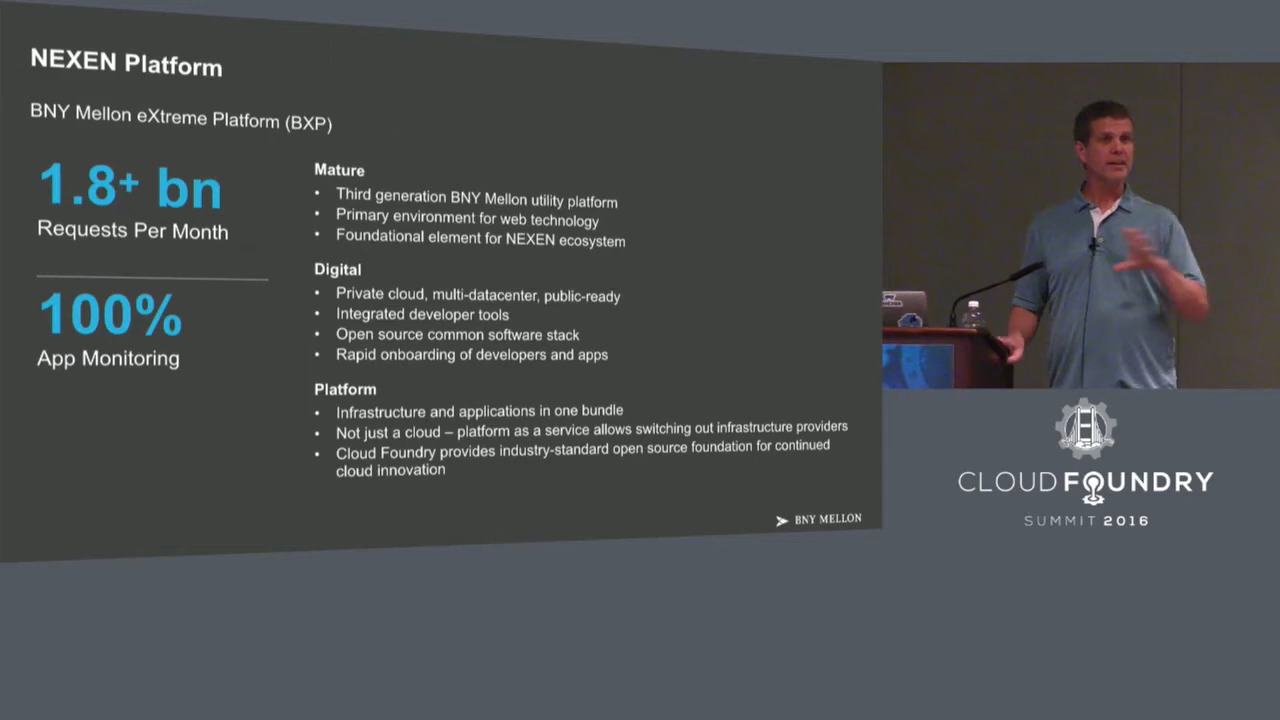 NEXEN Platform
BNY Mellon eXtreme Platform (BXP)
1.8+ bn
Requests Per Month
100%
App Monitoring
Mature
• Third generation BNY Mellon utility platform
• Primary environment for web technology
• Foundational element for NEXEN ecosystem
Digital
• Private cloud, multi-datacenter, public-ready
• Integrated developer tools
• Open source common software stack
• Rapid onboarding of developers and apps
Platform
• Infrastructure and applications in one bundle
• Not just a cloud – platform as a service allows switching out infrastructure providers
• Cloud Foundry provides industry-standard open source foundation for continued
cloud innovation
BNY MELLON
CLOUD FOUNDRY
SUMMIT 2016